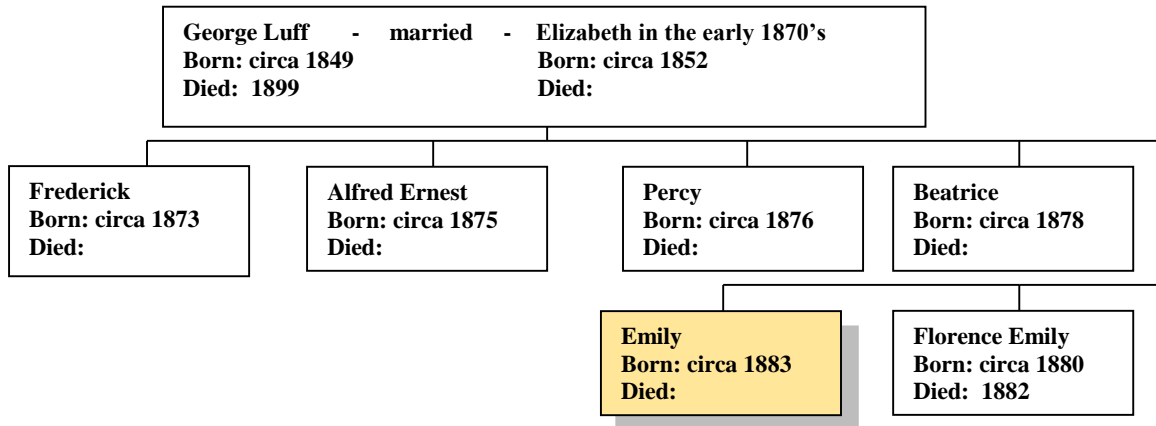 George Luff - married - Elizabeth in the early 1870’s
Born: circa 1849 Born: circa 1852
Died: 1899 Died:
Frederick
Born: circa 1873
Died:
Alfred Ernest
Born: circa 1875
Died:
Percy
Born: circa 1876
Died:
Beatrice
Born: circa 1878
Died:
Emily
Born: circa 1883
Died:
Florence Emily
Born: circa 1880
Died: 1882